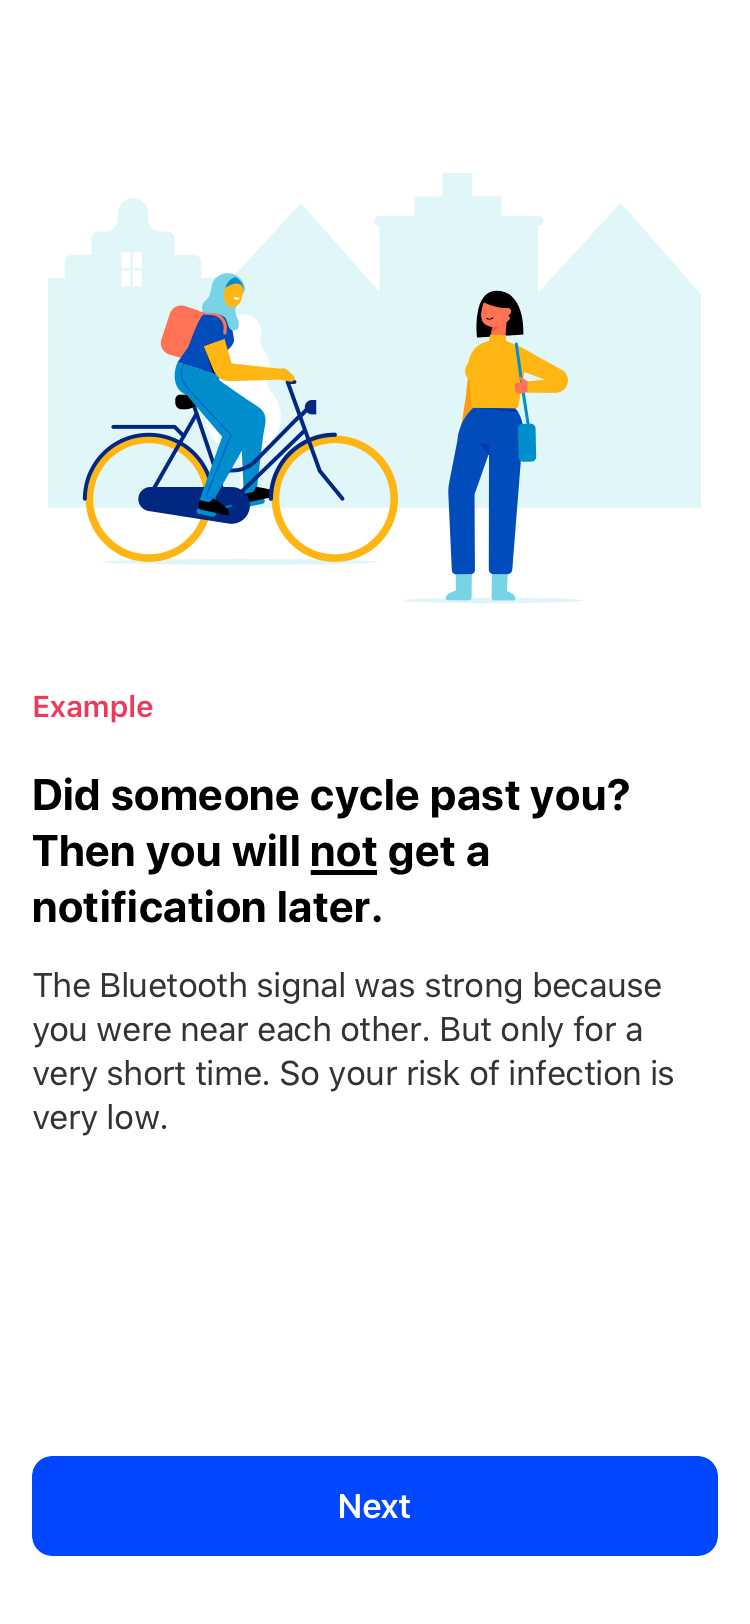 Example
Did someone cycle past you?
Then you will not get a
notification later.
The Bluetooth signal was strong because
you were near each other. But only for a
very short time. So your risk of infection is
very low.
Next